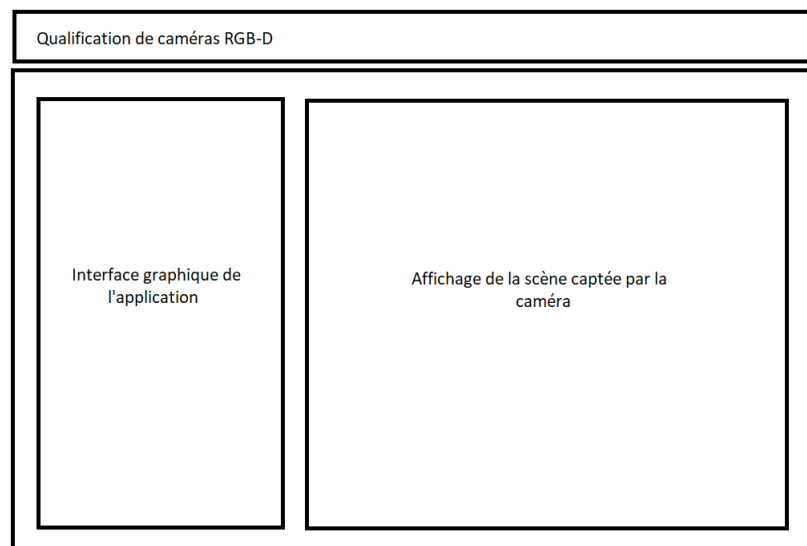 Qualification de caméras RGB-D
Interface graphique de
l'application
Affichage de la scène captée par la
caméra